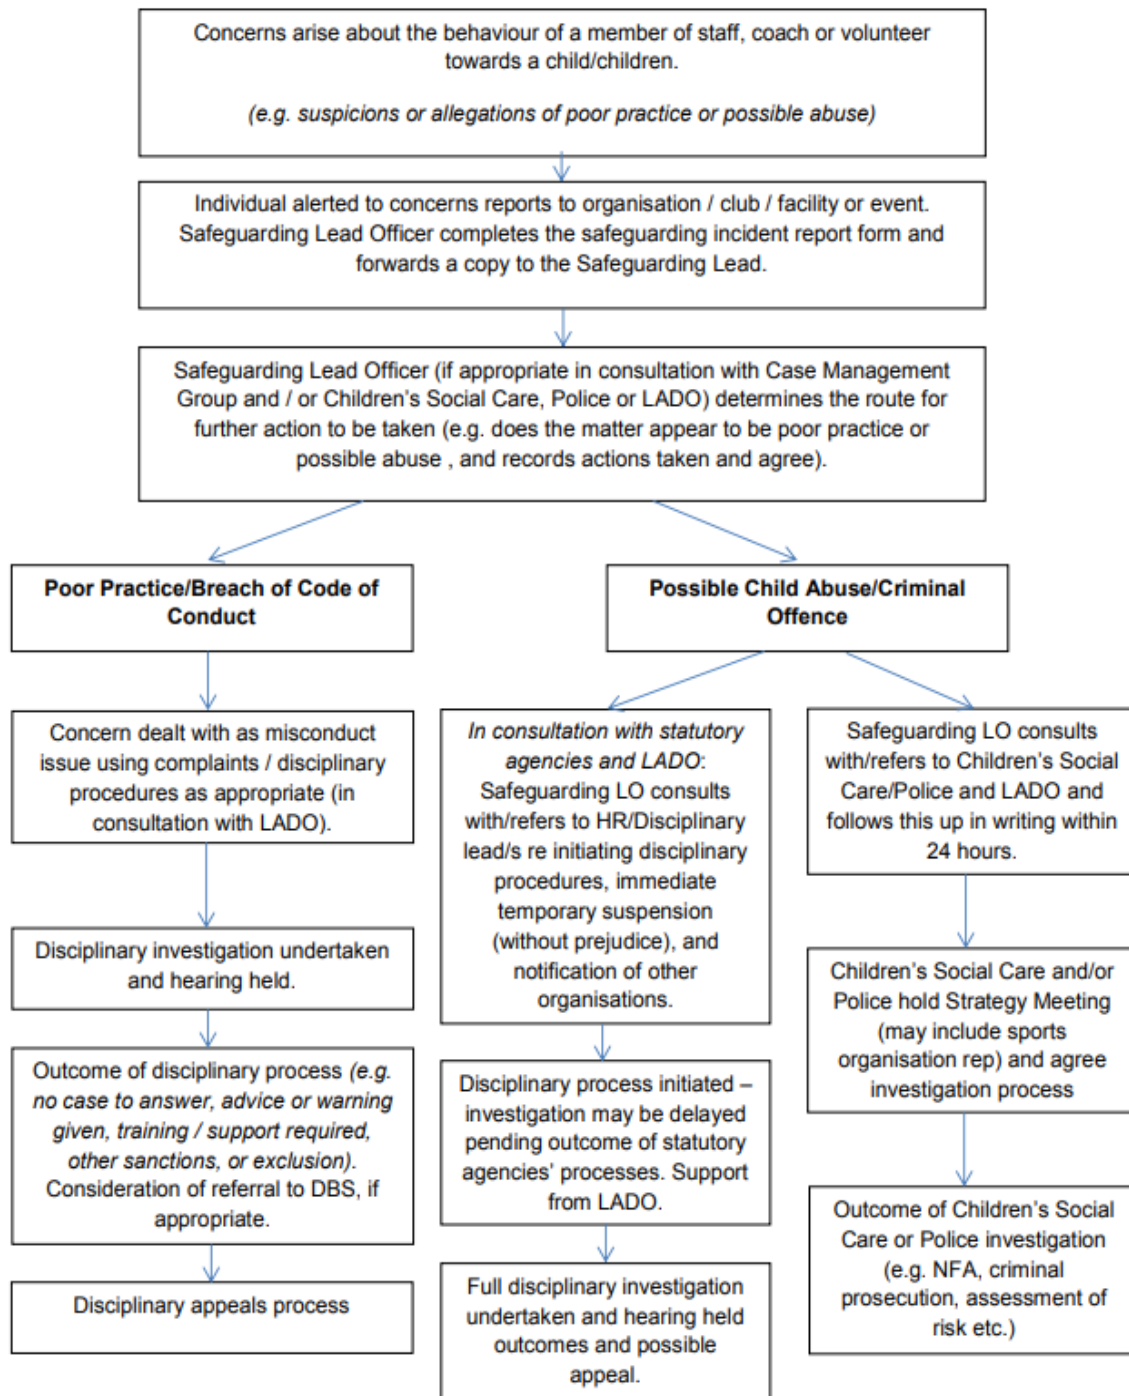 Concerns arise about the behaviour of a member of staff, coach or volunteer
towards a child/children.
(e.g. suspicions or allegations of poor practice or possible abuse)
Individual alerted to concerns reports to organisation / club / facility or event.
Safeguarding Lead Officer completes the safeguarding incident report form and
forwards a copy to the Safeguarding Lead.
Safeguarding Lead Officer (if appropriate in consultation with Case Management
Group and / or Children's Social Care, Police or LADO) determines the route for
further action to be taken (e.g. does the matter appear to be poor practice or
possible abuse , and records actions taken and agree).
Poor Practice/Breach of Code of
Conduct
Concern dealt with as misconduct
issue using complaints / disciplinary
procedures as appropriate (in
consultation with LADO).
Disciplinary investigation undertaken
and hearing held.
Outcome of disciplinary process (e.g.
no case to answer, advice or warning
given, training / support required,
other sanctions, or exclusion).
Consideration of referral to DBS, if
appropriate.
Disciplinary appeals process
Possible Child Abuse/Criminal
Offence
In consultation with statutory
agencies and LADO:
Safeguarding LO consults
with/refers to HR/Disciplinary
lead/s re initiating disciplinary
procedures, immediate
temporary suspension
(without prejudice), and
notification of other
organisations.
Disciplinary process initiated –
investigation may be delayed
pending outcome of statutory
agencies' processes. Support
from LADO.
Full disciplinary investigation
undertaken and hearing held
outcomes and possible
appeal.
Safeguarding LO consults
with/refers to Children's Social
Care/Police and LADO and
follows this up in writing within
24 hours.
Children's Social Care and/or
Police hold Strategy Meeting
(may include sports
organisation rep) and agree
investigation process
Outcome of Children's Social
Care or Police investigation
(e.g. NFA, criminal
prosecution, assessment of
risk etc.)